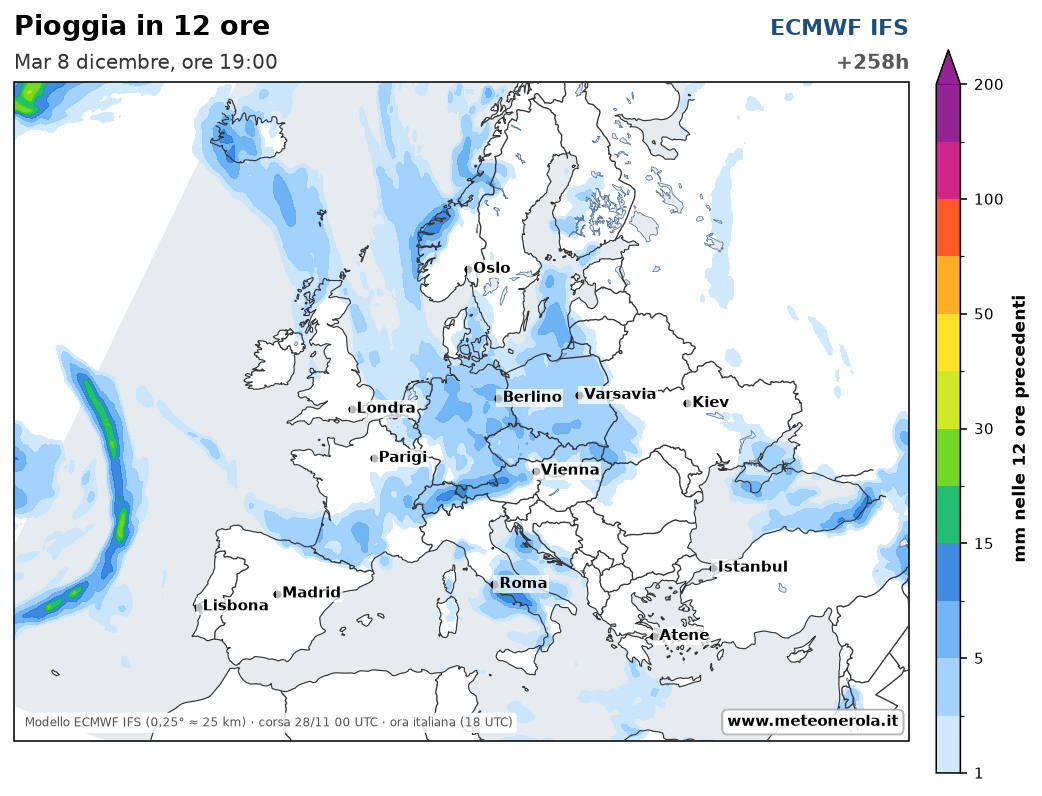 Pioggia in 12 ore
ECMWF IFS
Mar 8 dicembre, ore 19:00
+258h
200
100
50
30
15
5
1
mm nelle 12 ore precedenti
Oslo
Berlino
Varsavia
Kiev
Londra
Parigi
Vienna
Istanbul
Roma
Madrid
Lisbona
Atene
Modello ECMWF IFS (0,25° ≈ 25 km) · corsa 28/11 00 UTC · ora italiana (18 UTC)
www.meteonerola.it